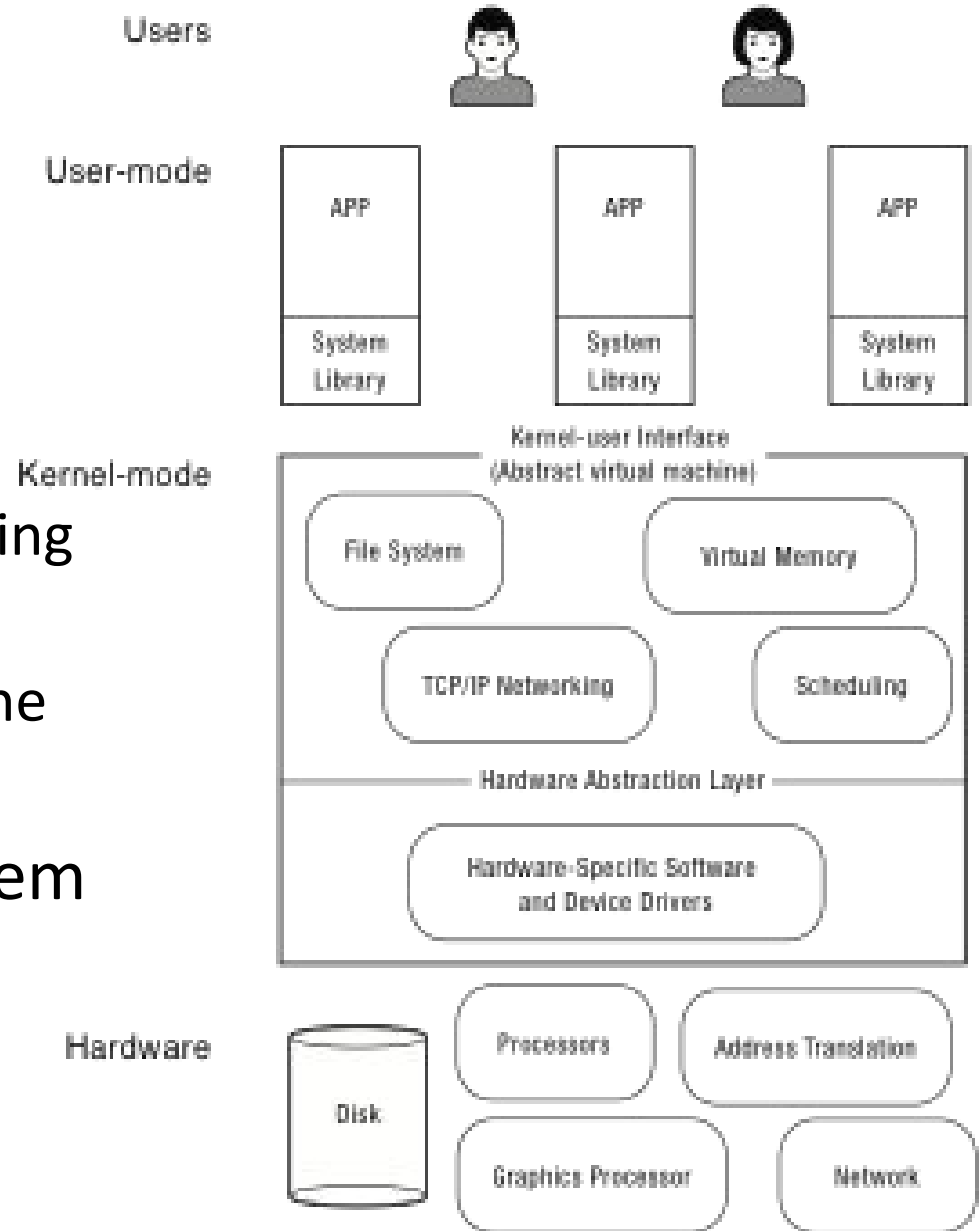 Users
User-mode
APP
APP
APP
System
Library
System
Library
System
Library
Kernel-user Interface
(Abstract virtual machine)
Kernel-mode
ing
File System
Virtual Memory
ne
TCP/IP Networking
Scheduling
Hardware Abstraction Layer
em
Hardware-Specific Software
and Device Drivers
Hardware
Disk
Processors
Address Translation
Graphics Processor
Network